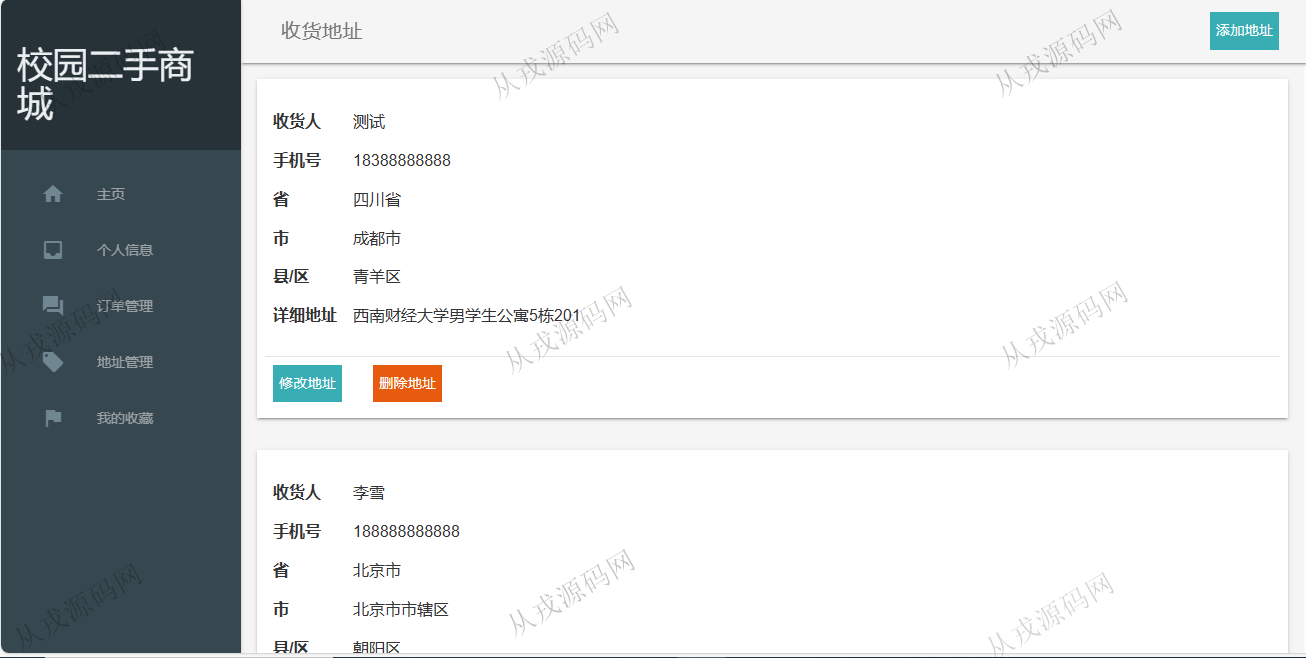 校园二手商
城
收货地址
添加地址
主页
个人信息
订单管理
地址管理
我的收藏
收货人 测试
手机号 18388888888
省 四川省
市 成都市
县/区 青羊区
详细地址 西南财经大学男学生公寓5栋201
修改地址 删除地址
收货人 李雪
手机号 188888888888
省 北京市
市 北京市市辖区
县/区 朝阳区
从戎源码网
从戎源码网
从戎源码网
从戎源码网
从戎源码网
从戎源码网
从戎源码网
从戎源码网
从戎源码网